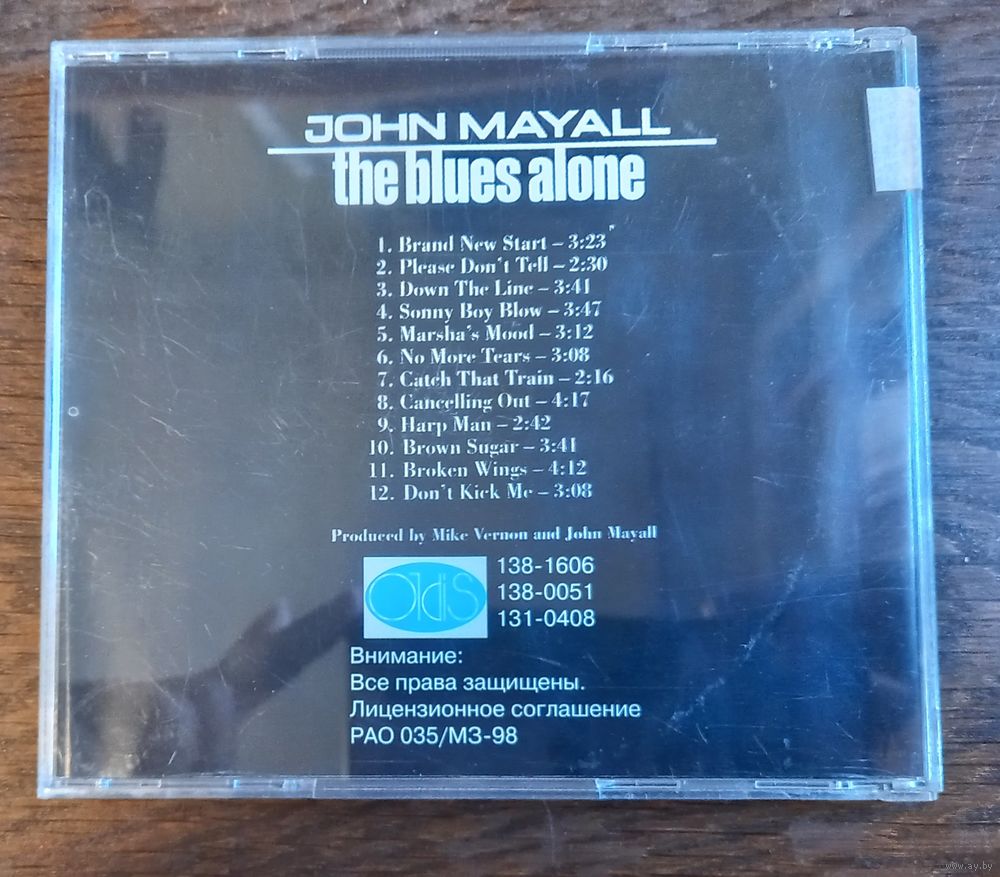 JOHN MAYALL
the blues alone
1. Brand New Start – 3:23"
2. Please Don't Tell – 2:30
3. Down The Line – 3:41
4. Sonny Boy Blow – 3:47
5. Marsha's Mood – 3:12
6. No More Tears – 3:08
7. Catch That Train – 2:16
8. Cancelling Out – 4:17
9. Harp Man – 2:42
10. Brown Sugar – 3:41
11. Broken Wings – 4:12
12. Don't Kick Me – 3:08
Produced by Mike Vernon and John Mayall
138-1606
138-0051
131-0408
Внимание:
Все права защищены.
Лицензионное соглашение
РАО 035/МЗ-98
www.ay.by